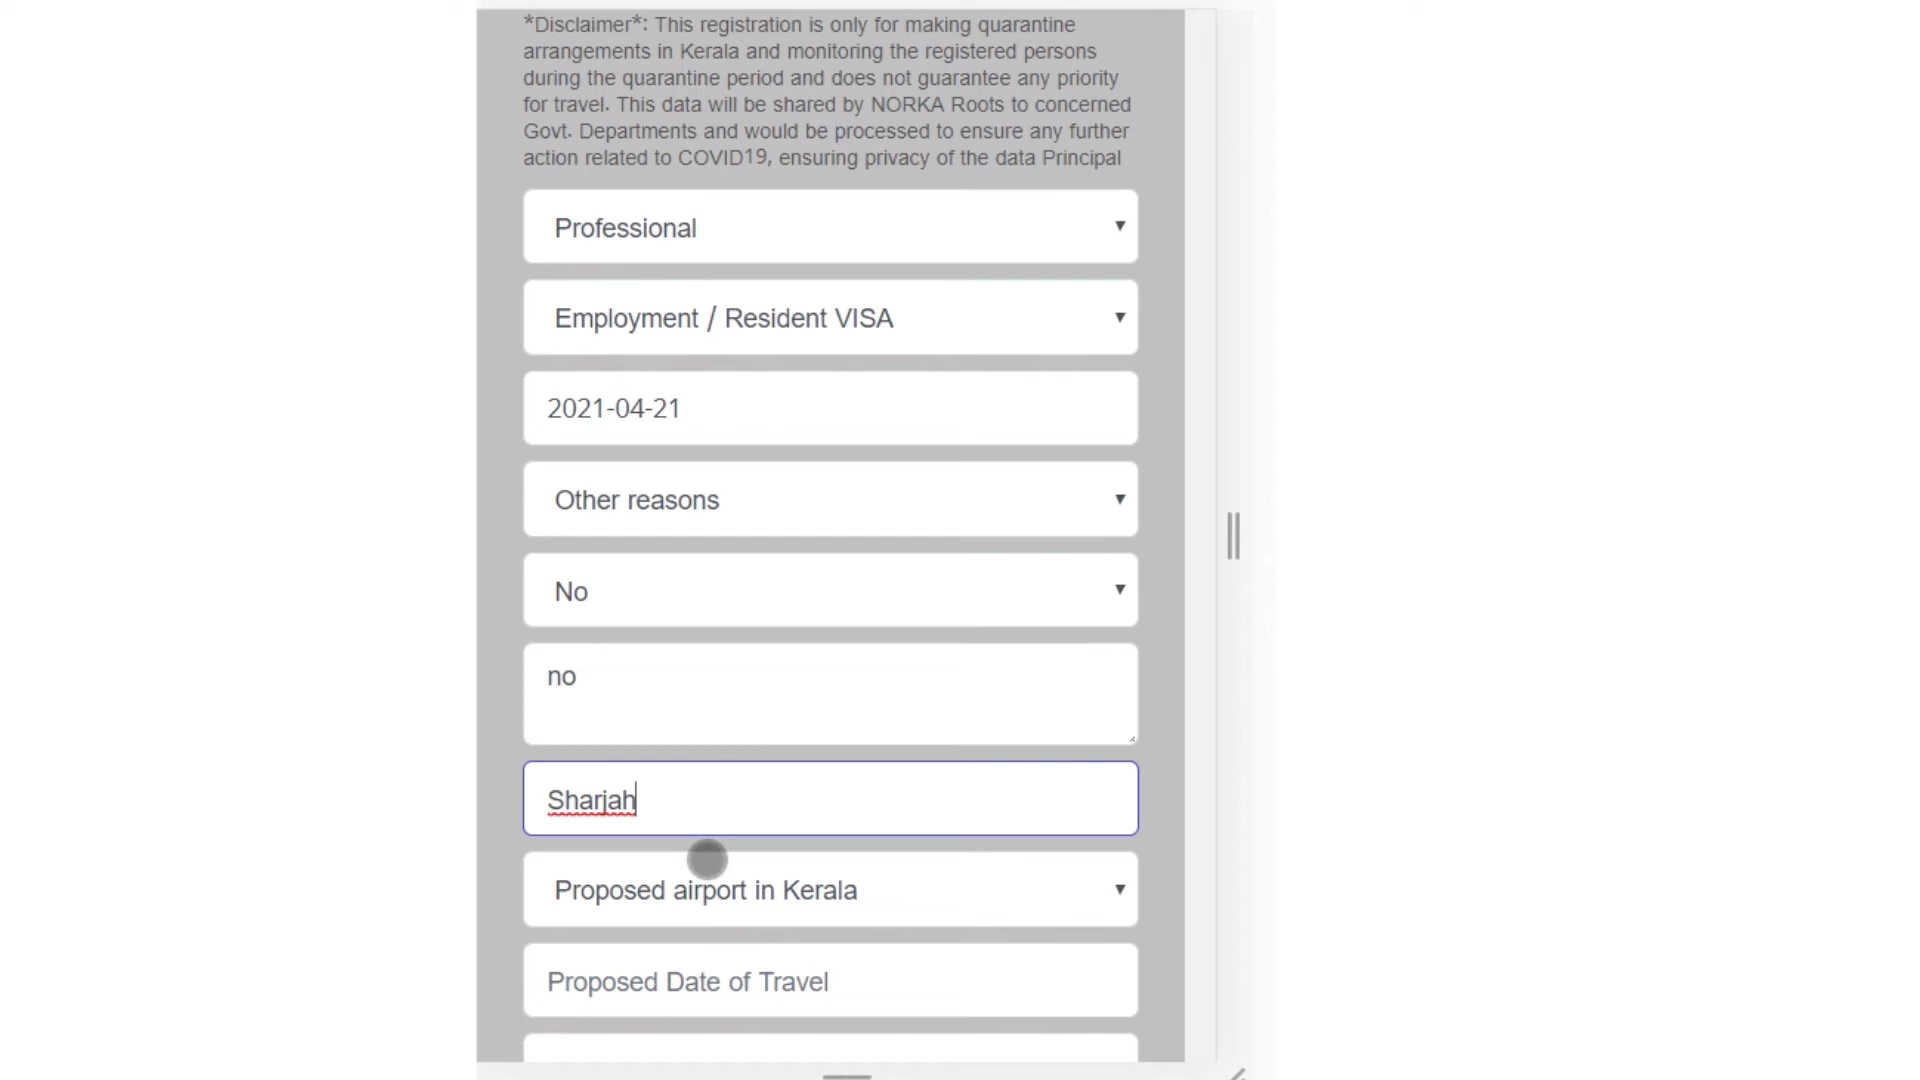 *Disclaimer*: This registration is only for making quarantine
arrangements in Kerala and monitoring the registered persons
during the quarantine period and does not guarantee any priority
for travel. This data will be shared by NORKA Roots to concerned
Govt. Departments and would be processed to ensure any further
action related to COVID19, ensuring privacy of the data Principal
Professional
Employment / Resident VISA
2021-04-21
Other reasons
No
no
Sharjah
Proposed airport in Kerala
Proposed Date of Travel